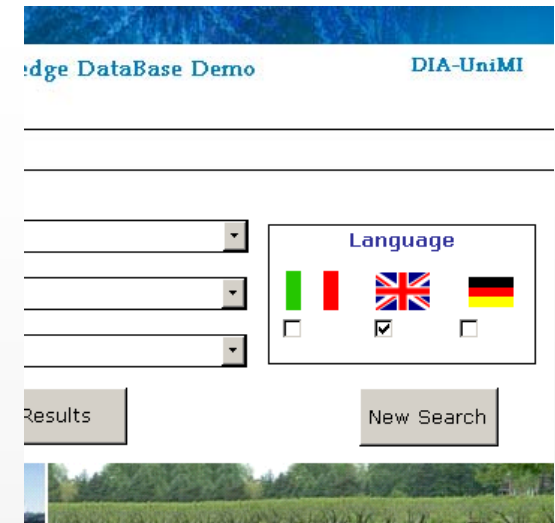 edge DataBase Demo
DIA-UniMI
Language
Results
New Search